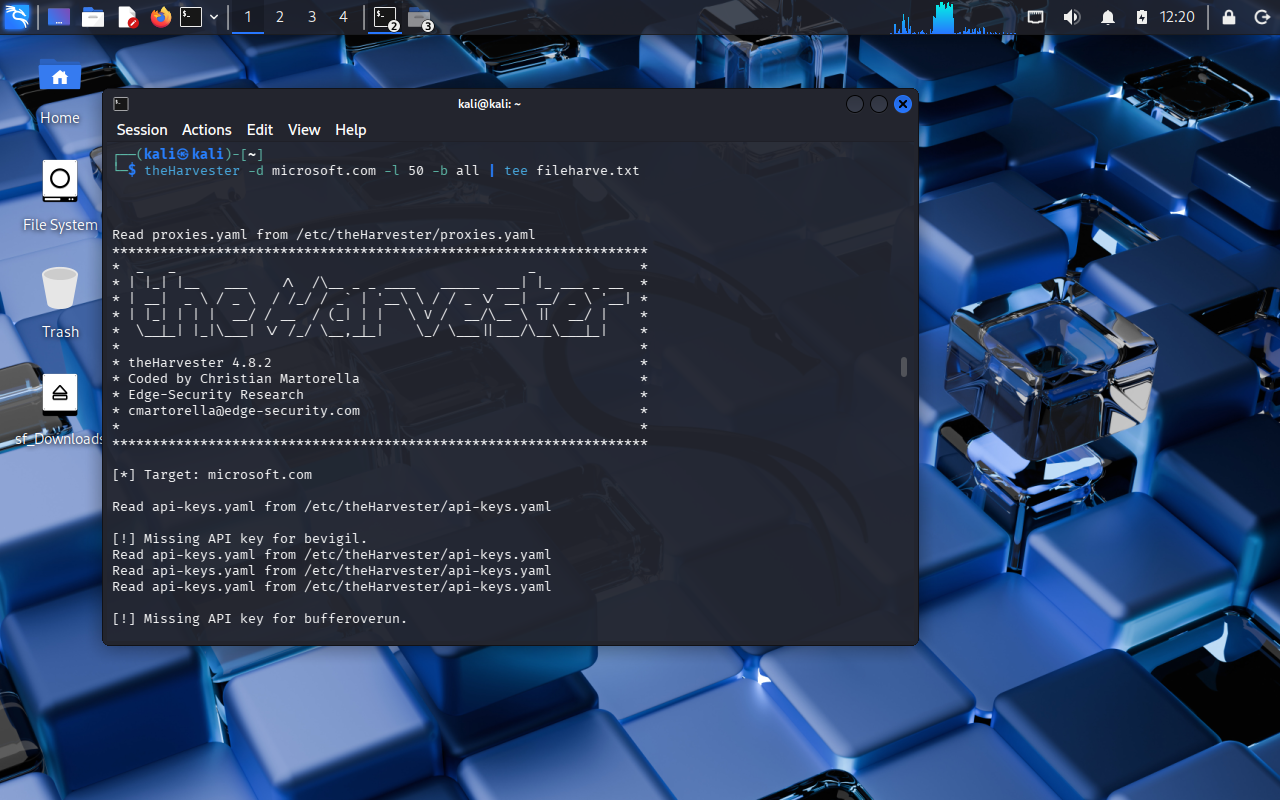 1 2 3 4 2 3 12:20
Home
File System
Trash
sf_Downloads
kali@kali: ~
Session Actions Edit View Help
┌──(kali㉿kali)-[~]
└─$ theHarvester -d microsoft.com -l 50 -b all | tee fileharve.txt
Read proxies.yaml from /etc/theHarvester/proxies.yaml
*******************************************************************
* theHarvester 4.8.2 *
* Coded by Christian Martorella *
* Edge-Security Research *
* cmartorella@edge-security.com *
* *
*******************************************************************
[*] Target: microsoft.com
Read api-keys.yaml from /etc/theHarvester/api-keys.yaml
[!] Missing API key for bevigil.
Read api-keys.yaml from /etc/theHarvester/api-keys.yaml
Read api-keys.yaml from /etc/theHarvester/api-keys.yaml
Read api-keys.yaml from /etc/theHarvester/api-keys.yaml
[!] Missing API key for bufferoverun.